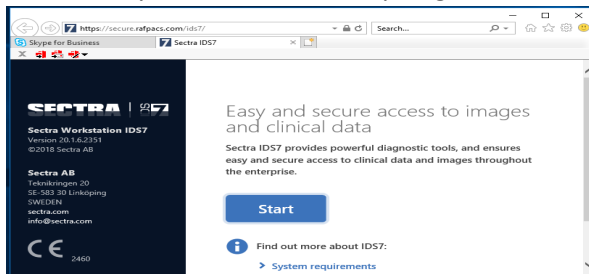 https://secure.rafpacs.com/ids7/
Search...
Skype for Business
Sectra IDS7
SECTRA
Sectra Workstation IDS7
Version 20.1.6.2351
©2018 Sectra AB
Sectra AB
Teknikringen 20
SE-583 30 Linköping
SWEDEN
sectra.com
info@sectra.com
CE 2460
Easy and secure access to images
and clinical data
Sectra IDS7 provides powerful diagnostic tools, and ensures
easy and secure access to clinical data and images throughout
the enterprise.
Start
Find out more about IDS7:
System requirements